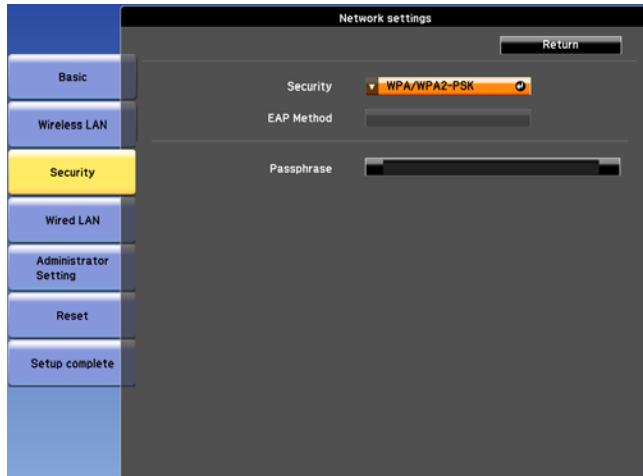 Network settings
Return
Basic
Wireless LAN
Security
Wired LAN
Administrator
Setting
Reset
Setup complete
Security
WPA/WPA2-PSK
EAP Method
Passphrase